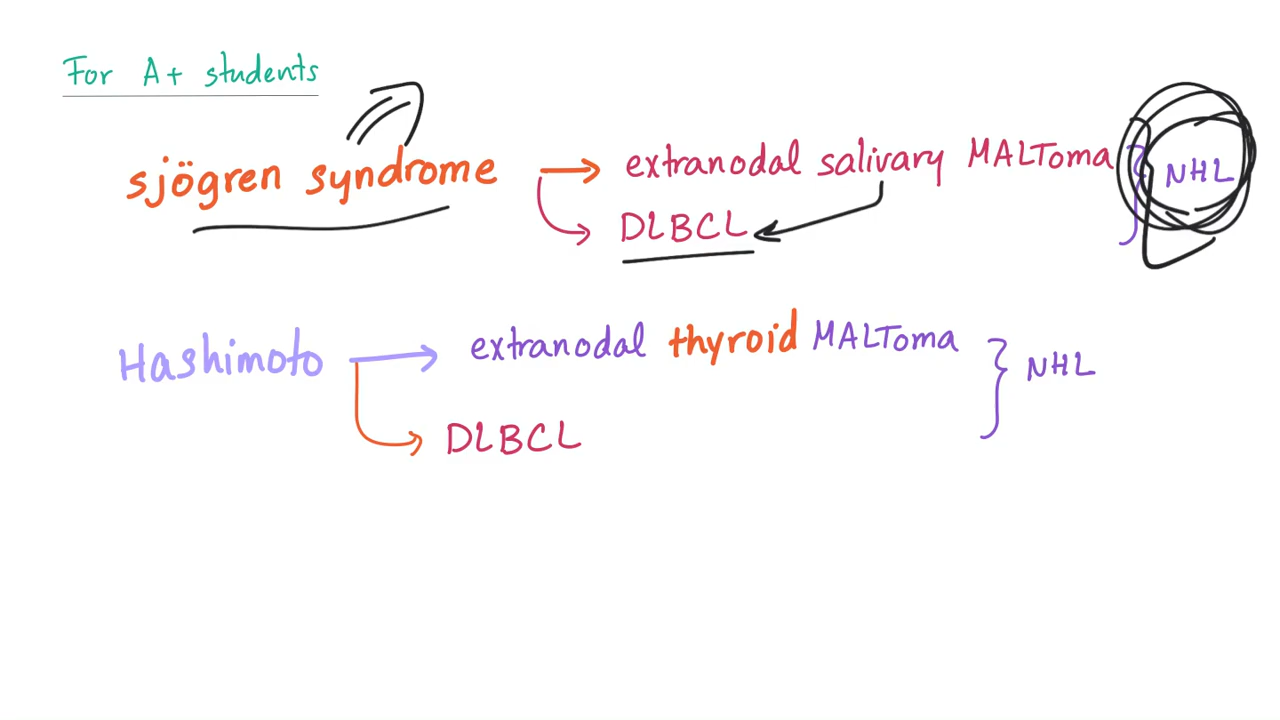 For A+ students
sjögren syndrome → extranodal salivary MALToma } NHL
DLBCL
Hashimoto → extranodal thyroid MALToma } NHL
DLBCL